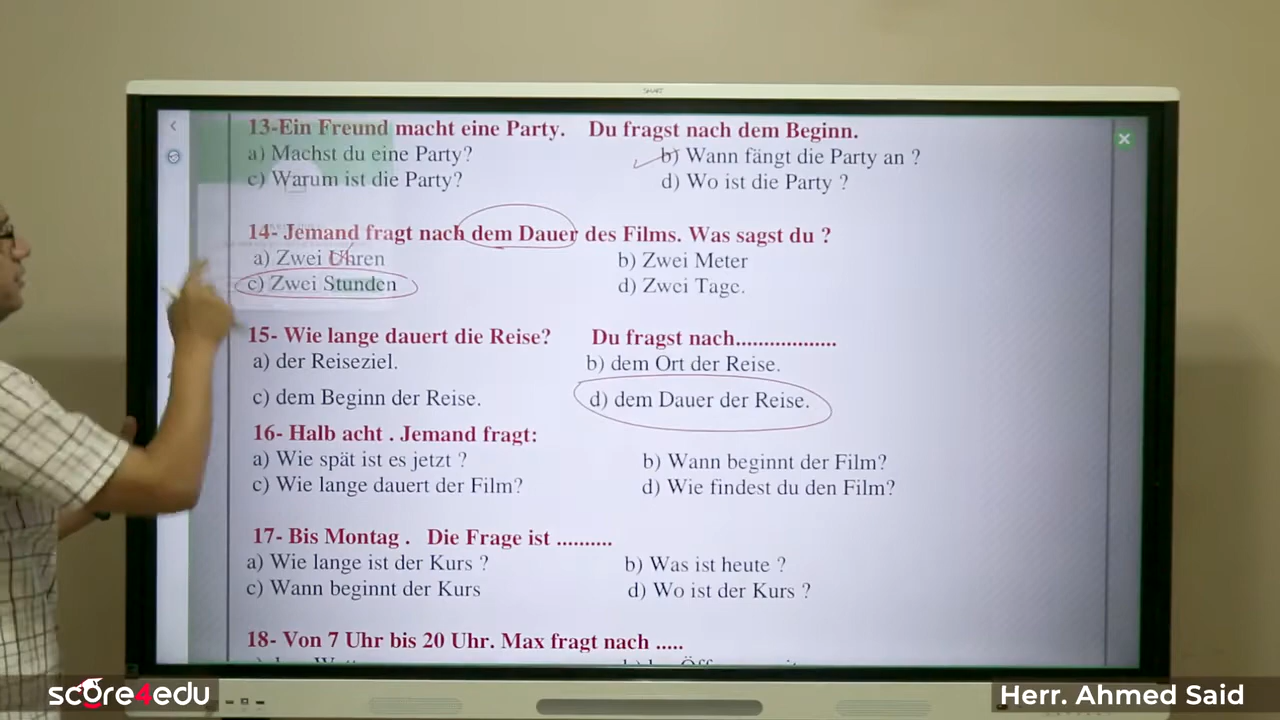 SMART
13-Ein Freund macht eine Party. Du fragst nach dem Beginn.
a) Machst du eine Party? b) Wann fängt die Party an ?
c) Warum ist die Party? d) Wo ist die Party ?
14- Jemand fragt nach dem Dauer des Films. Was sagst du ?
a) Zwei Uhren b) Zwei Meter
c) Zwei Stunden d) Zwei Tage.
15- Wie lange dauert die Reise? Du fragst nach..................
a) der Reiseziel. b) dem Ort der Reise.
c) dem Beginn der Reise. d) dem Dauer der Reise.
16- Halb acht . Jemand fragt:
a) Wie spät ist es jetzt ? b) Wann beginnt der Film?
c) Wie lange dauert der Film? d) Wie findest du den Film?
17- Bis Montag . Die Frage ist ..........
a) Wie lange ist der Kurs ? b) Was ist heute ?
c) Wann beginnt der Kurs d) Wo ist der Kurs ?
18- Von 7 Uhr bis 20 Uhr. Max fragt nach .....
score4edu
Herr. Ahmed Said